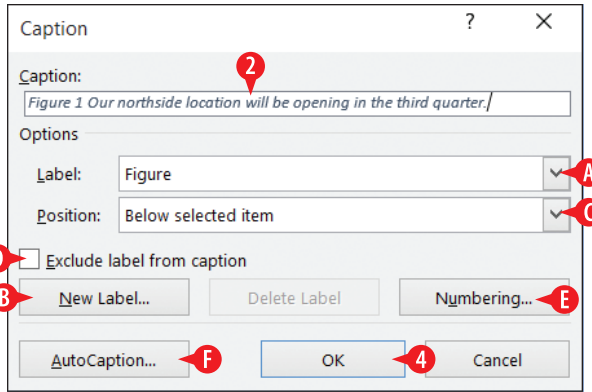 Caption ? ×
2
Caption:
Figure 1 Our northside location will be opening in the third quarter.
Options
Label: Figure A
Position: Below selected item C
Exclude label from caption
B New Label... Delete Label Numbering... E
AutoCaption... F OK 4 Cancel